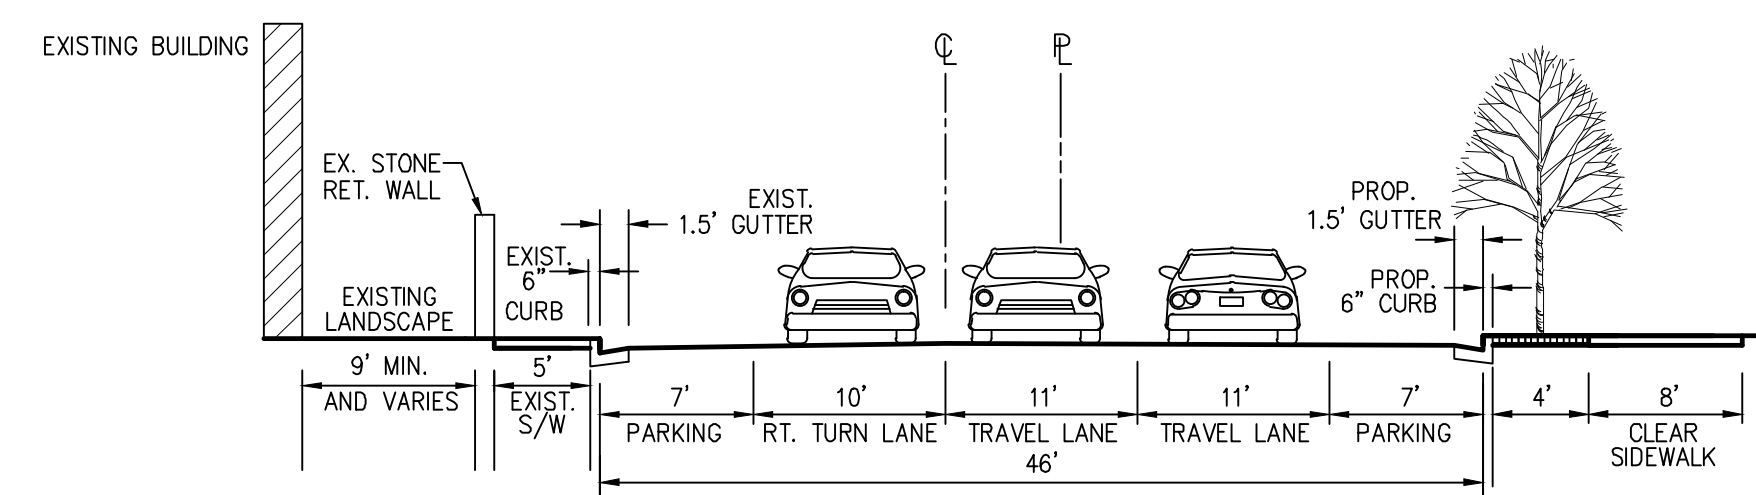 EXISTING BUILDING
℄
PL
EX. STONE
RET. WALL
EXIST.
1.5' GUTTER
PROP.
1.5' GUTTER
EXIST.
6"
CURB
PROP.
6" CURB
EXISTING
LANDSCAPE
9' MIN.
AND VARIES
5'
EXIST.
S/W
7'
PARKING
10'
RT. TURN LANE
11'
TRAVEL LANE
11'
TRAVEL LANE
7'
PARKING
4'
8'
CLEAR
SIDEWALK
46'